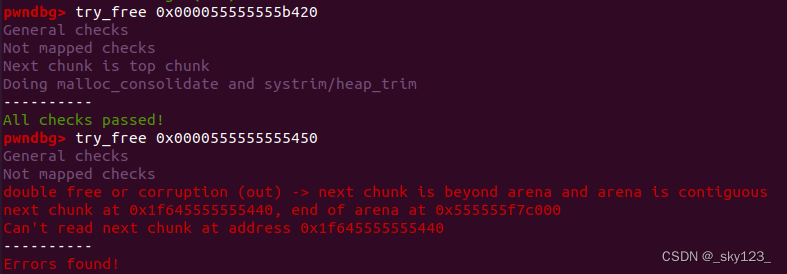 pwndbg> try_free 0x000055555555b420
General checks
Not mapped checks
Next chunk is top chunk
Doing malloc_consolidate and systrim/heap_trim
----------
All checks passed!
pwndbg> try_free 0x0000555555555450
General checks
Not mapped checks
double free or corruption (out) -> next chunk is beyond arena and arena is contiguous
next chunk at 0x1f645555555440, end of arena at 0x555555f7c000
Can't read next chunk at address 0x1f645555555440
----------
Errors found!
CSDN @_sky123_